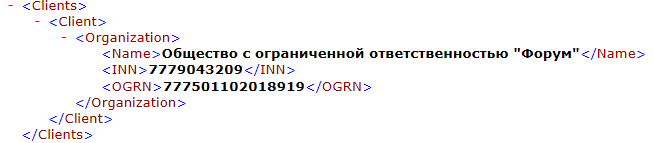 - <Clients>
- <Client>
- <Organization>
<Name>Общество с ограниченной ответственностью "Форум"</Name>
<INN>7779043209</INN>
<OGRN>777501102018919</OGRN>
</Organization>
</Client>
</Clients>